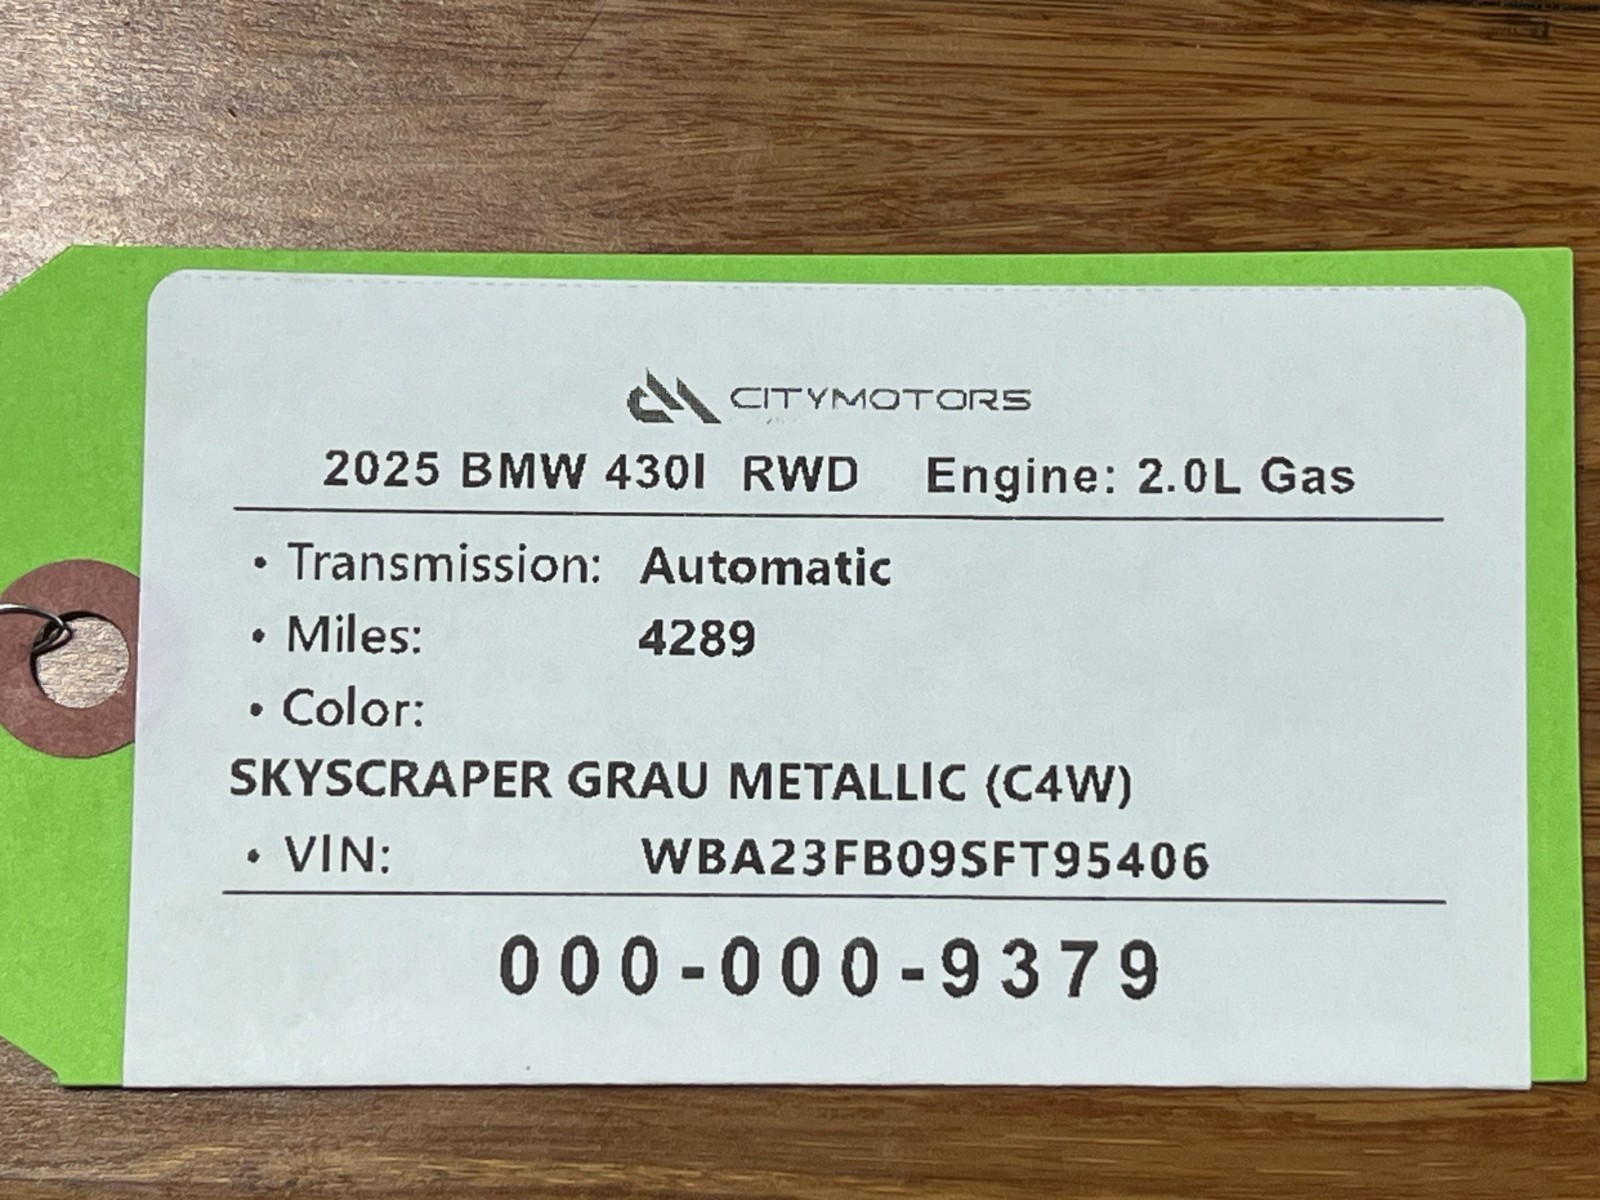 CITYMOTORS
2025 BMW 430I RWD Engine: 2.0L Gas
• Transmission: Automatic
• Miles: 4289
• Color:
SKYSCRAPER GRAU METALLIC (C4W)
• VIN: WBA23FB09SFT95406
000-000-9379